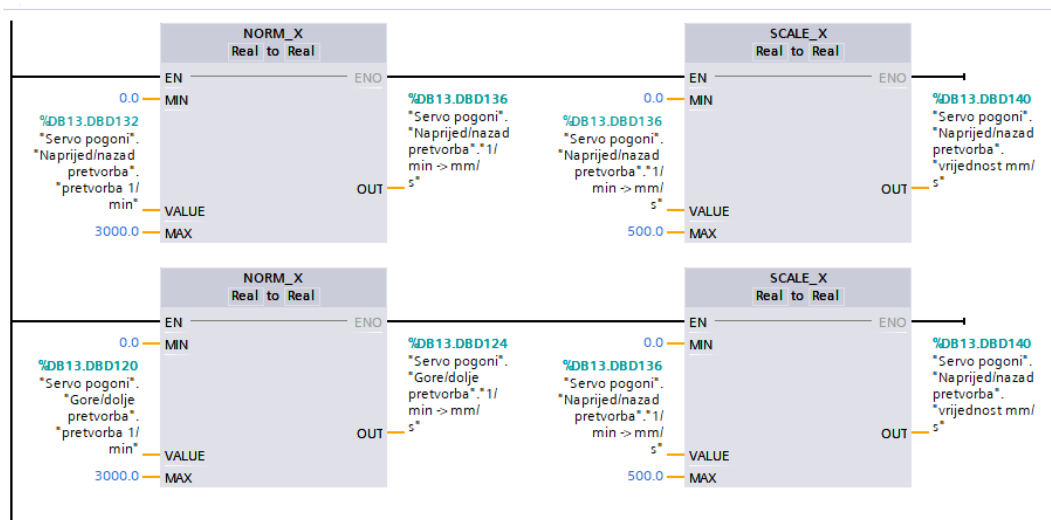 NORM_X
Real to Real
EN
ENO
0.0
MIN
%DB13.DBD132
"Servo pogoni".
"Naprijed/nazad
pretvorba".
"pretvorba 1/
min"
VALUE
3000.0
MAX
OUT
%DB13.DBD136
"Servo pogoni".
"Naprijed/nazad
pretvorba"."1/
min -> mm/
s"
SCALE_X
Real to Real
EN
ENO
0.0
MIN
%DB13.DBD136
"Servo pogoni".
"Naprijed/nazad
pretvorba"."1/
min -> mm/
s"
VALUE
500.0
MAX
OUT
%DB13.DBD140
"Servo pogoni".
"Naprijed/nazad
pretvorba".
"vrijednost mm/
s"
NORM_X
Real to Real
EN
ENO
0.0
MIN
%DB13.DBD120
"Servo pogoni".
"Gore/dolje
pretvorba".
"pretvorba 1/
min"
VALUE
3000.0
MAX
OUT
%DB13.DBD124
"Servo pogoni".
"Gore/dolje
pretvorba"."1/
min -> mm/
s"
SCALE_X
Real to Real
EN
ENO
0.0
MIN
%DB13.DBD136
"Servo pogoni".
"Naprijed/nazad
pretvorba"."1/
min -> mm/
s"
VALUE
500.0
MAX
OUT
%DB13.DBD140
"Servo pogoni".
"Naprijed/nazad
pretvorba".
"vrijednost mm/
s"